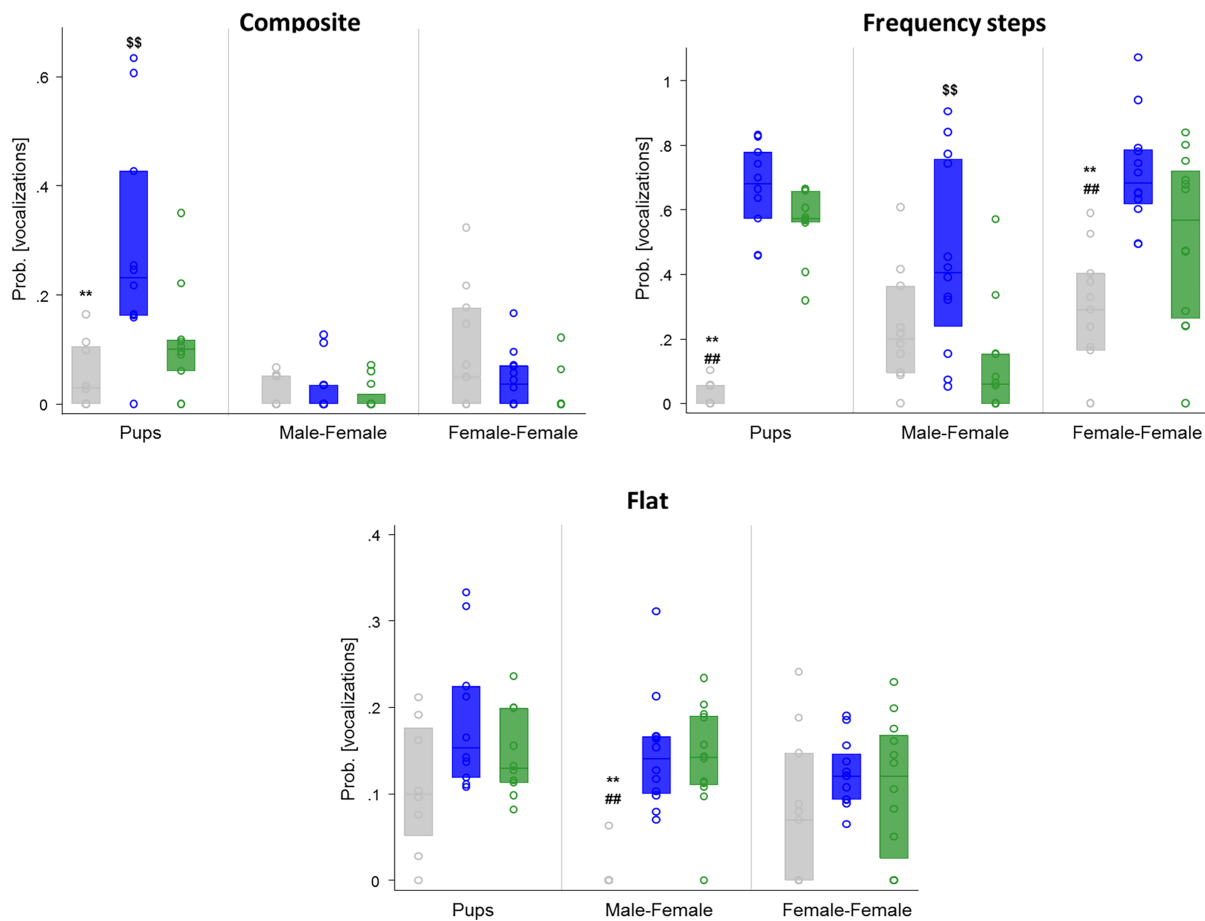 Composite
Prob. [vocalizations]
.6
.4
.2
0
**
$$
Pups
Male-Female
Female-Female
Frequency steps
Prob. [vocalizations]
1
.8
.6
.4
.2
0
**
##
$$
**
##
Pups
Male-Female
Female-Female
Flat
Prob. [vocalizations]
.4
.3
.2
.1
0
**
##
Pups
Male-Female
Female-Female